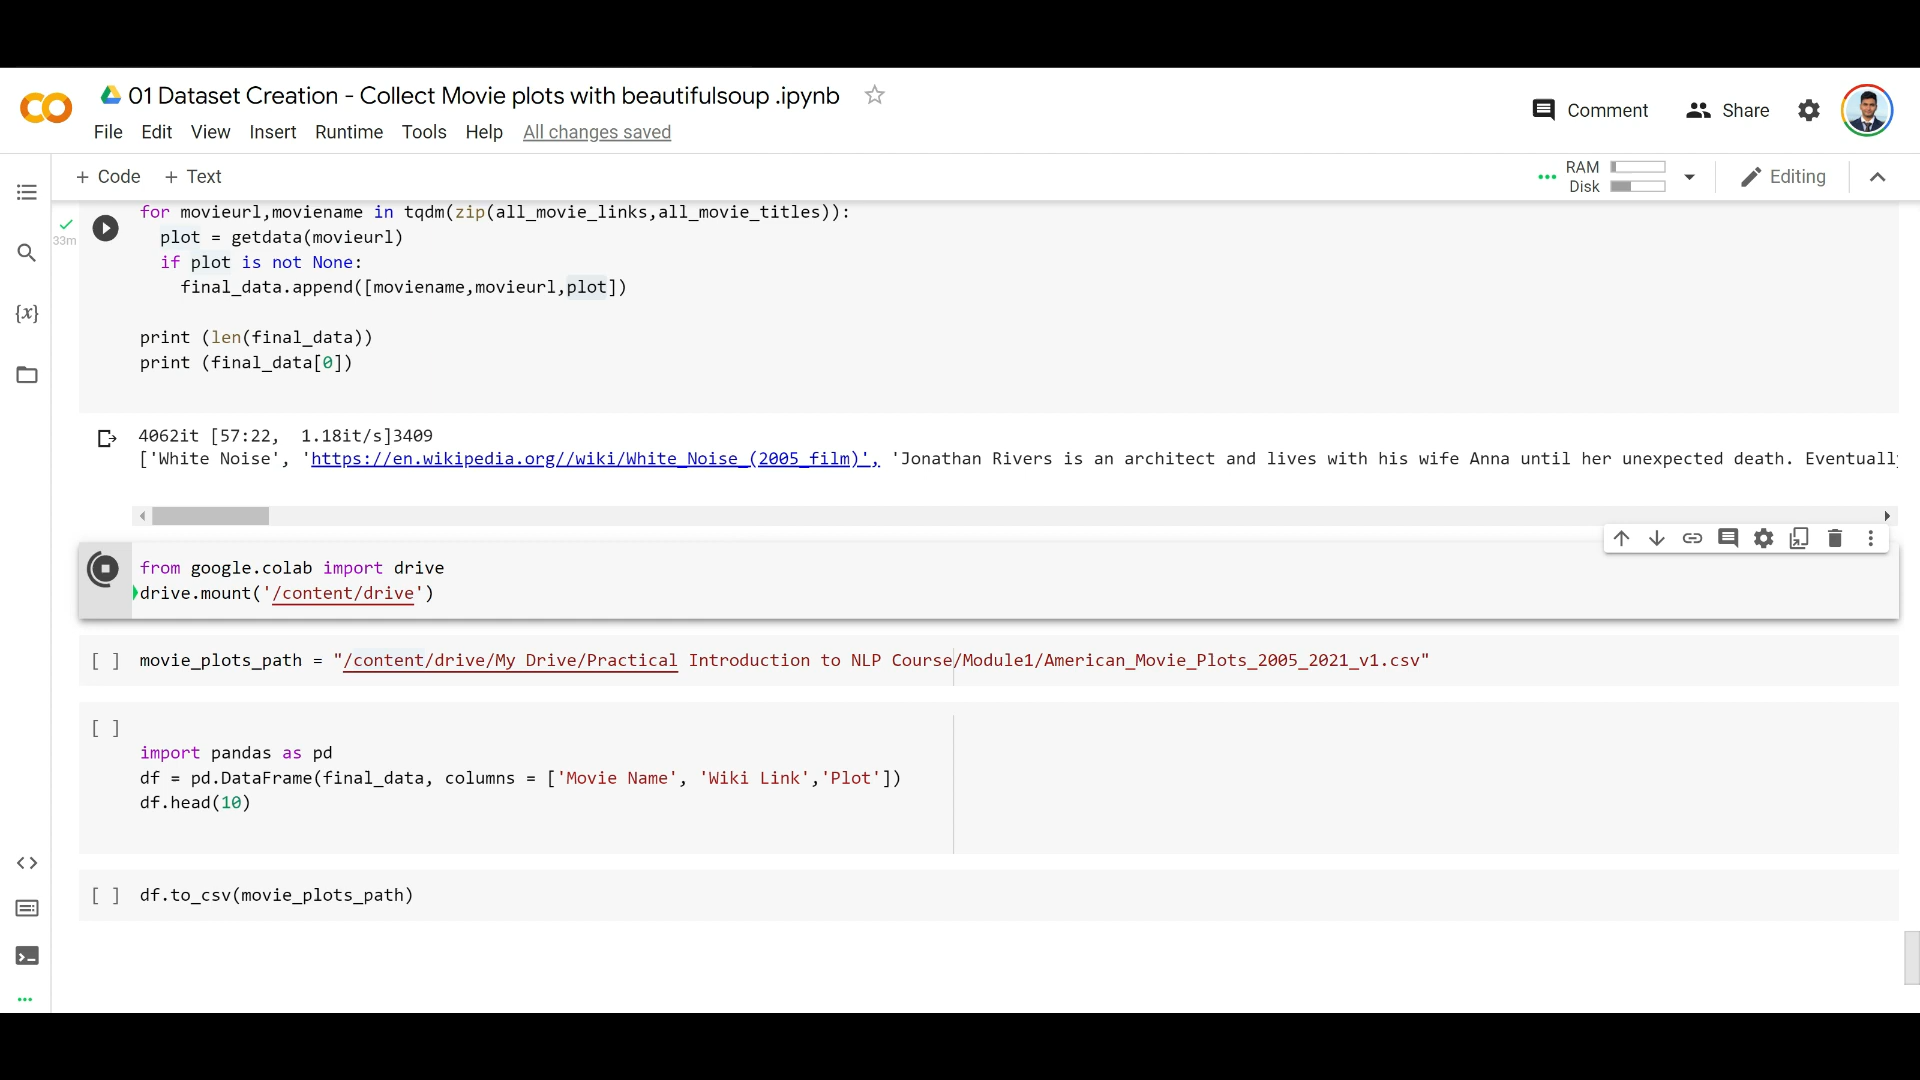 01 Dataset Creation - Collect Movie plots with beautifulsoup .ipynb
File Edit View Insert Runtime Tools Help All changes saved
Comment Share
+ Code + Text
RAM
Disk
Editing
33m
for movieurl,moviename in tqdm(zip(all_movie_links,all_movie_titles)):
plot = getdata(movieurl)
if plot is not None:
final_data.append([moviename,movieurl,plot])
print (len(final_data))
print (final_data[0])
4062it [57:22, 1.18it/s]3409
['White Noise', 'https://en.wikipedia.org//wiki/White_Noise_(2005_film)', 'Jonathan Rivers is an architect and lives with his wife Anna until her unexpected death. Eventuall
from google.colab import drive
drive.mount('/content/drive')
[ ] movie_plots_path = "/content/drive/My Drive/Practical Introduction to NLP Course/Module1/American_Movie_Plots_2005_2021_v1.csv"
[ ]
import pandas as pd
df = pd.DataFrame(final_data, columns = ['Movie Name', 'Wiki Link','Plot'])
df.head(10)
[ ] df.to_csv(movie_plots_path)